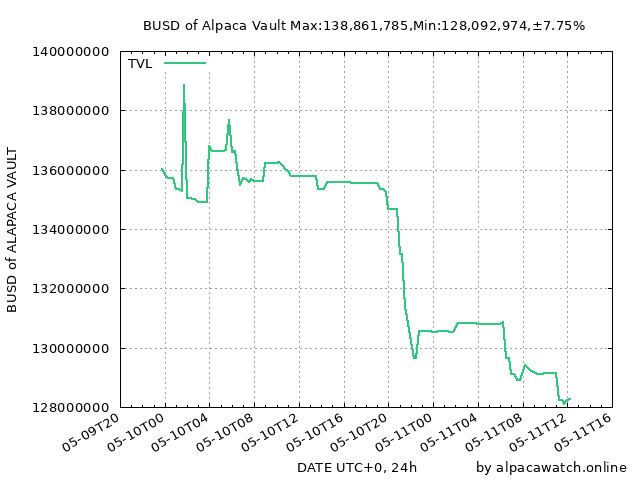 BUSD of Alpaca Vault Max:138,861,785,Min:128,092,974,±7.75%
TVL
140000000
138000000
136000000
134000000
132000000
130000000
128000000
BUSD of ALAPACA VAULT
05-09T20
05-10T00
05-10T04
05-10T08
05-10T12
05-10T16
05-10T20
05-11T00
05-11T04
05-11T08
05-11T12
05-11T16
DATE UTC+0, 24h
by alpacawatch.online